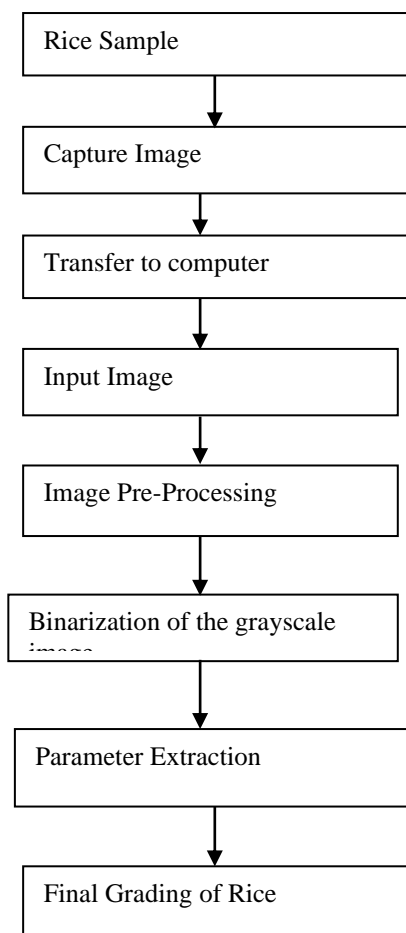 Rice Sample
Capture Image
Transfer to computer
Input Image
Image Pre-Processing
Binarization of the grayscale
image
Parameter Extraction
Final Grading of Rice